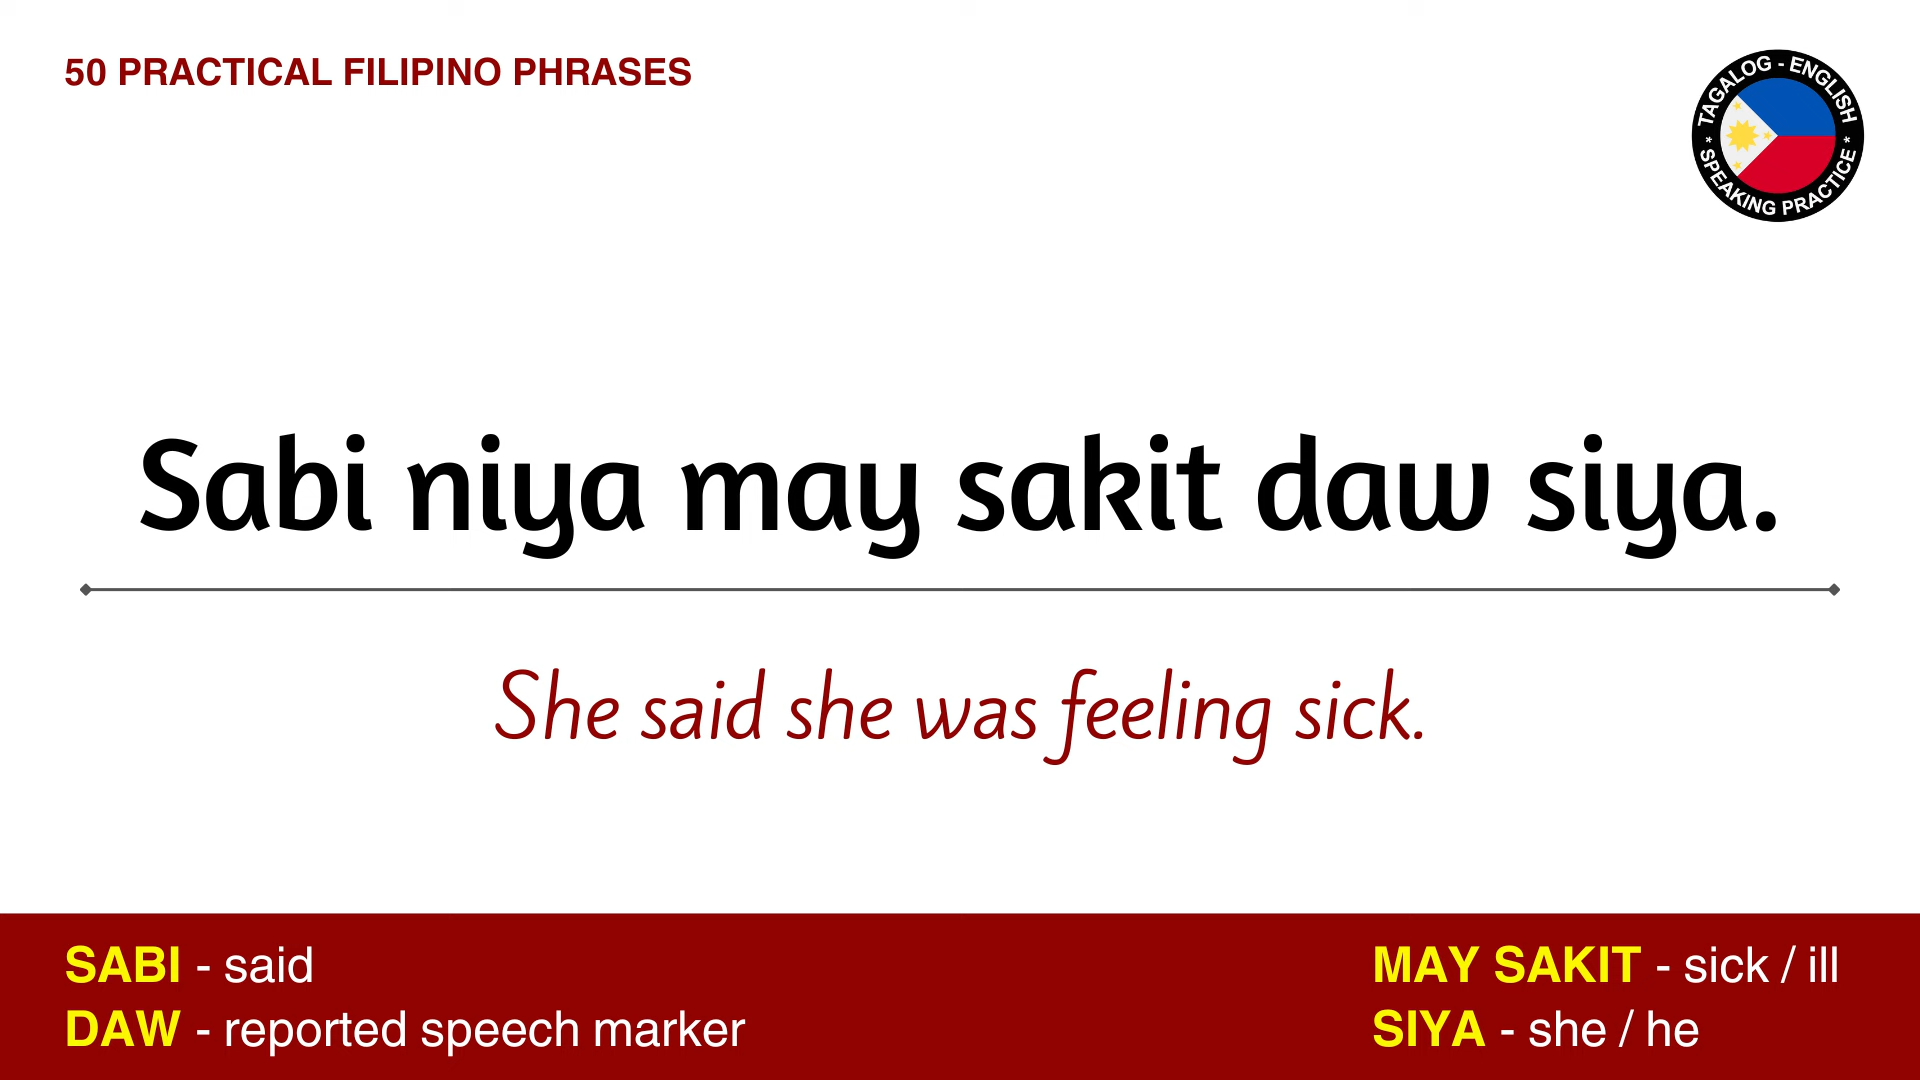 50 PRACTICAL FILIPINO PHRASES
TAGALOG - ENGLISH
* SPEAKING PRACTICE *
Sabi niya may sakit daw siya.
She said she was feeling sick.
SABI - said
DAW - reported speech marker
MAY SAKIT - sick / ill
SIYA - she / he